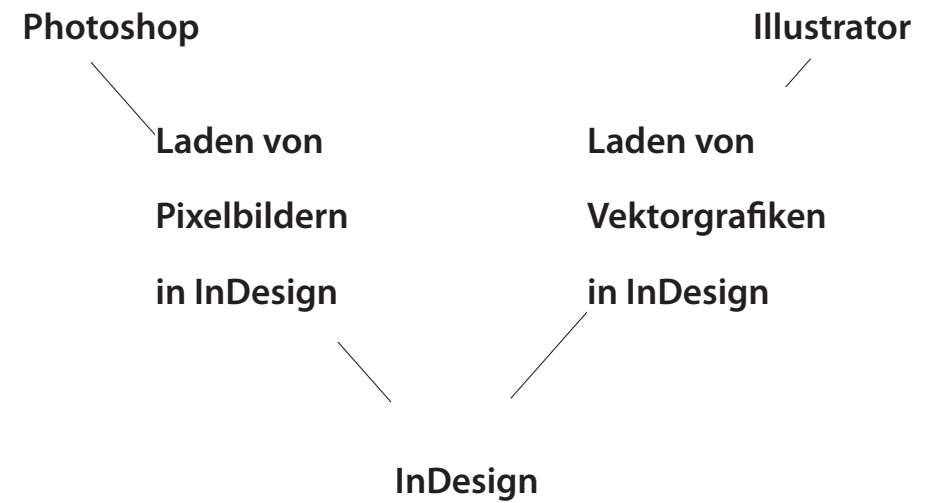 Photoshop
Illustrator
Laden von
Pixelbildern
in InDesign
Laden von
Vektorgrafiken
in InDesign
InDesign